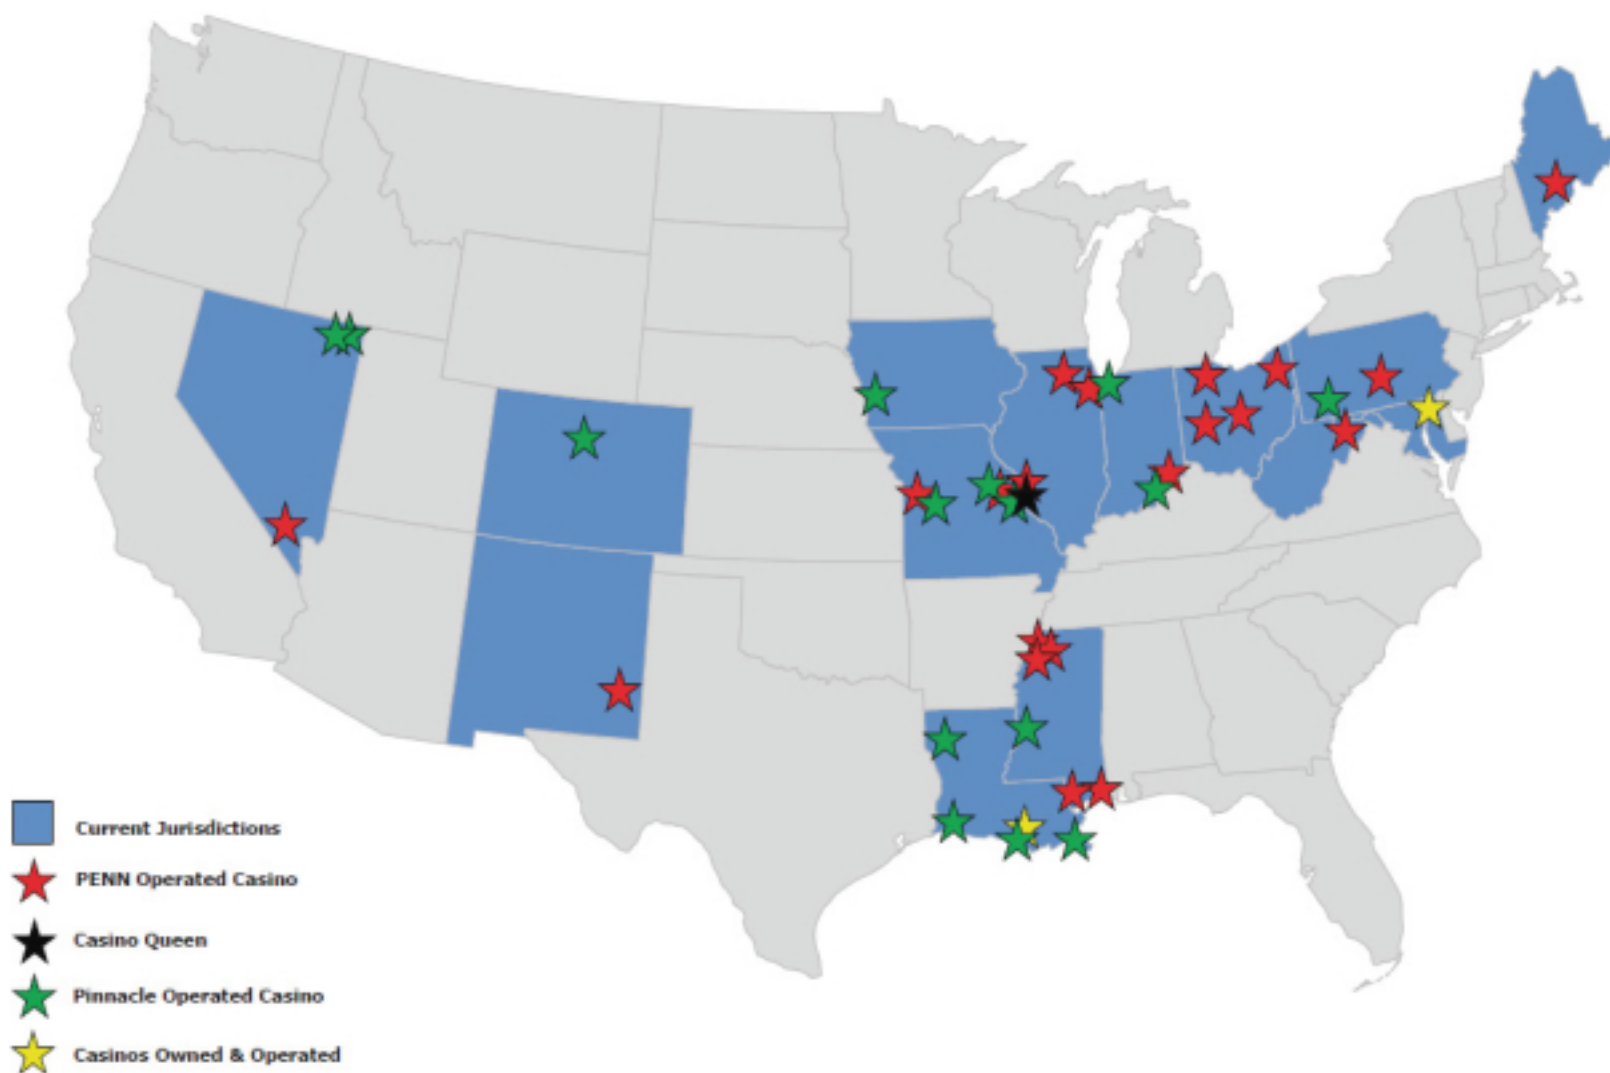 Current Jurisdictions
PENN Operated Casino
Casino Queen
Pinnacle Operated Casino
Casinos Owned & Operated